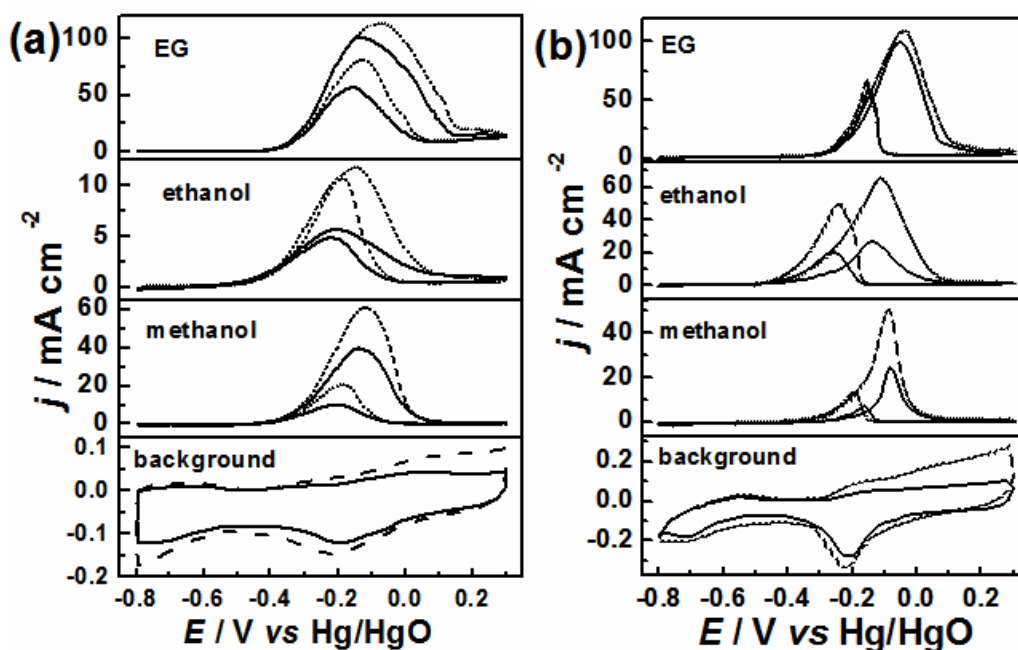 (a)
EG
100
50
0
ethanol
10
5
0
methanol
60
40
20
0
background
0.1
0.0
-0.1
-0.2
j / mA cm-2
-0.8 -0.6 -0.4 -0.2 0.0 0.2
E / V vs Hg/HgO
(b)
EG
100
50
0
ethanol
60
40
20
0
methanol
40
20
0
background
0.2
0.0
-0.2
j / mA cm-2
-0.8 -0.6 -0.4 -0.2 0.0 0.2
E / V vs Hg/HgO